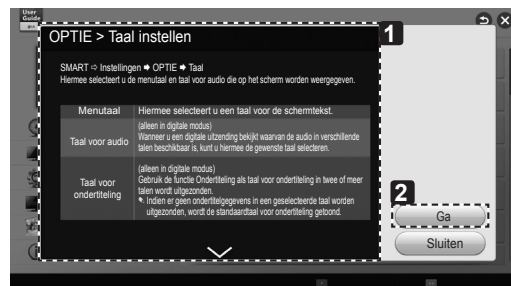 User
Guide
OPTIE > Taal instellen
1
SMART ⇨ Instellingen ➡ OPTIE ➡ Taal
Hiermee selecteert u de menutaal en taal voor audio die op het scherm worden weergegeven.
Menutaal
Hiermee selecteert u een taal voor de schermtekst.
Taal voor audio
(alleen in digitale modus)
Wanneer u een digitale uitzending bekijkt waarvan de audio in verschillende
talen beschikbaar is, kunt u hiermee de gewenste taal selecteren.
Taal voor
ondertiteling
(alleen in digitale modus)
Gebruik de functie Ondertiteling als taal voor ondertiteling in twee of meer
talen wordt uitgezonden.
Indien er geen ondertitelgegevens in een geselecteerde taal worden
uitgezonden, wordt de standaardtaal voor ondertiteling getoond.
2
Ga
Sluiten